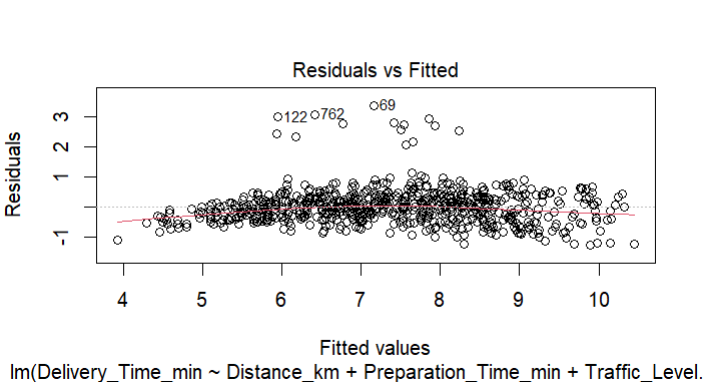 Residuals vs Fitted
Residuals
3
2
1
-1
122
762
69
4 5 6 7 8 9 10
Fitted values
lm(Delivery_Time_min ~ Distance_km + Preparation_Time_min + Traffic_Level.